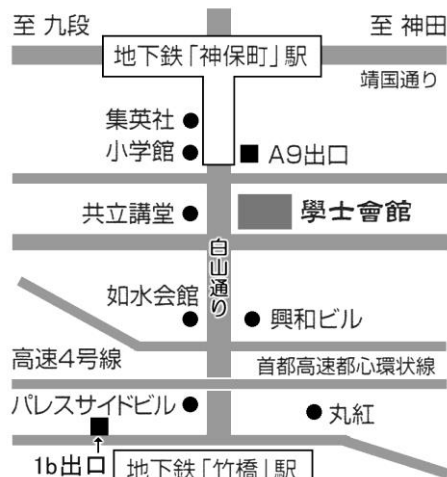 至 九段
至 神田
地下鉄「神保町」駅
靖国通り
集英社
小学館
A9出口
共立講堂
學士會館
白山通り
如水会館
興和ビル
高速4号線
首都高速都心環状線
パレスサイドビル
丸紅
1b出口
地下鉄「竹橋」駅